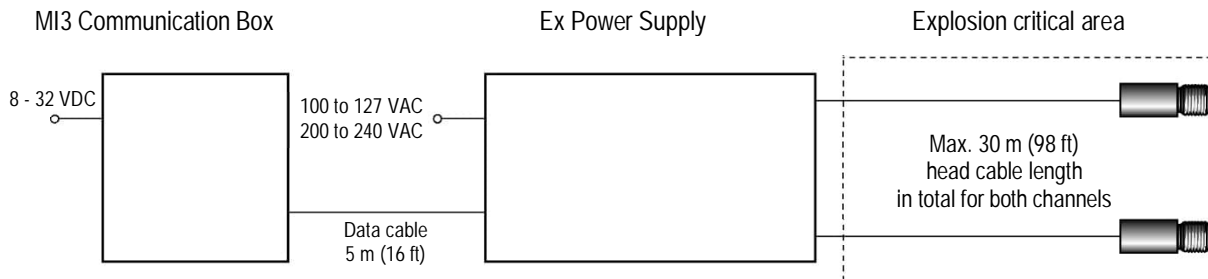 MI3 Communication Box
Ex Power Supply
Explosion critical area
8 - 32 VDC
100 to 127 VAC
200 to 240 VAC
Max. 30 m (98 ft)
head cable length
in total for both channels
Data cable
5 m (16 ft)